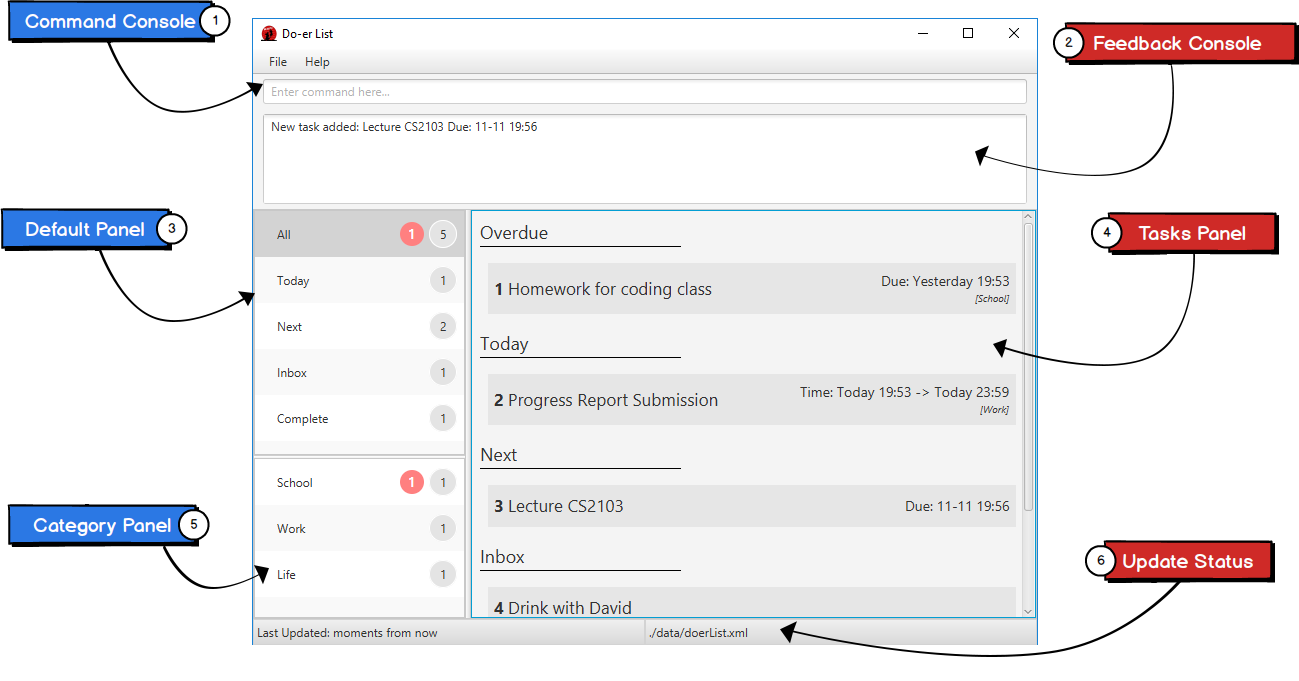 Command Console 1
Do-er List
2 Feedback Console
File Help
Enter command here...
New task added: Lecture CS2103 Due: 11-11 19:56
Default Panel 3
4 Tasks Panel
All 1 5
Today 1
Next 2
Inbox 1
Complete 1
School 1 1
Work 1
Life 1
Category Panel 5
Overdue
1 Homework for coding class Due: Yesterday 19:53
[School]
Today
2 Progress Report Submission Time: Today 19:53 -> Today 23:59
[Work]
Next
3 Lecture CS2103 Due: 11-11 19:56
Inbox
4 Drink with David
6 Update Status
Last Updated: moments from now ./data/doerList.xml